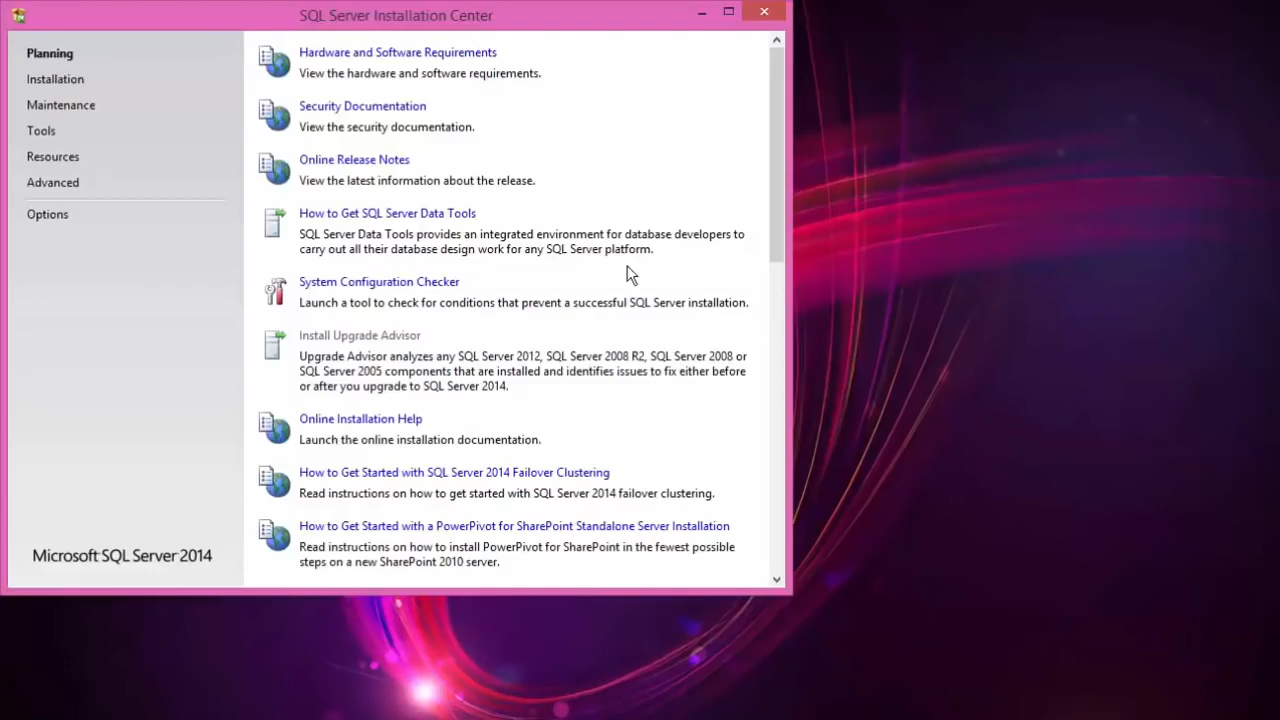 SQL Server Installation Center
Planning
Installation
Maintenance
Tools
Resources
Advanced
Options
Microsoft SQL Server 2014
Hardware and Software Requirements
View the hardware and software requirements.
Security Documentation
View the security documentation.
Online Release Notes
View the latest information about the release.
How to Get SQL Server Data Tools
SQL Server Data Tools provides an integrated environment for database developers to
carry out all their database design work for any SQL Server platform.
System Configuration Checker
Launch a tool to check for conditions that prevent a successful SQL Server installation.
Install Upgrade Advisor
Upgrade Advisor analyzes any SQL Server 2012, SQL Server 2008 R2, SQL Server 2008 or
SQL Server 2005 components that are installed and identifies issues to fix either before
or after you upgrade to SQL Server 2014.
Online Installation Help
Launch the online installation documentation.
How to Get Started with SQL Server 2014 Failover Clustering
Read instructions on how to get started with SQL Server 2014 failover clustering.
How to Get Started with a PowerPivot for SharePoint Standalone Server Installation
Read instructions on how to install PowerPivot for SharePoint in the fewest possible
steps on a new SharePoint 2010 server.